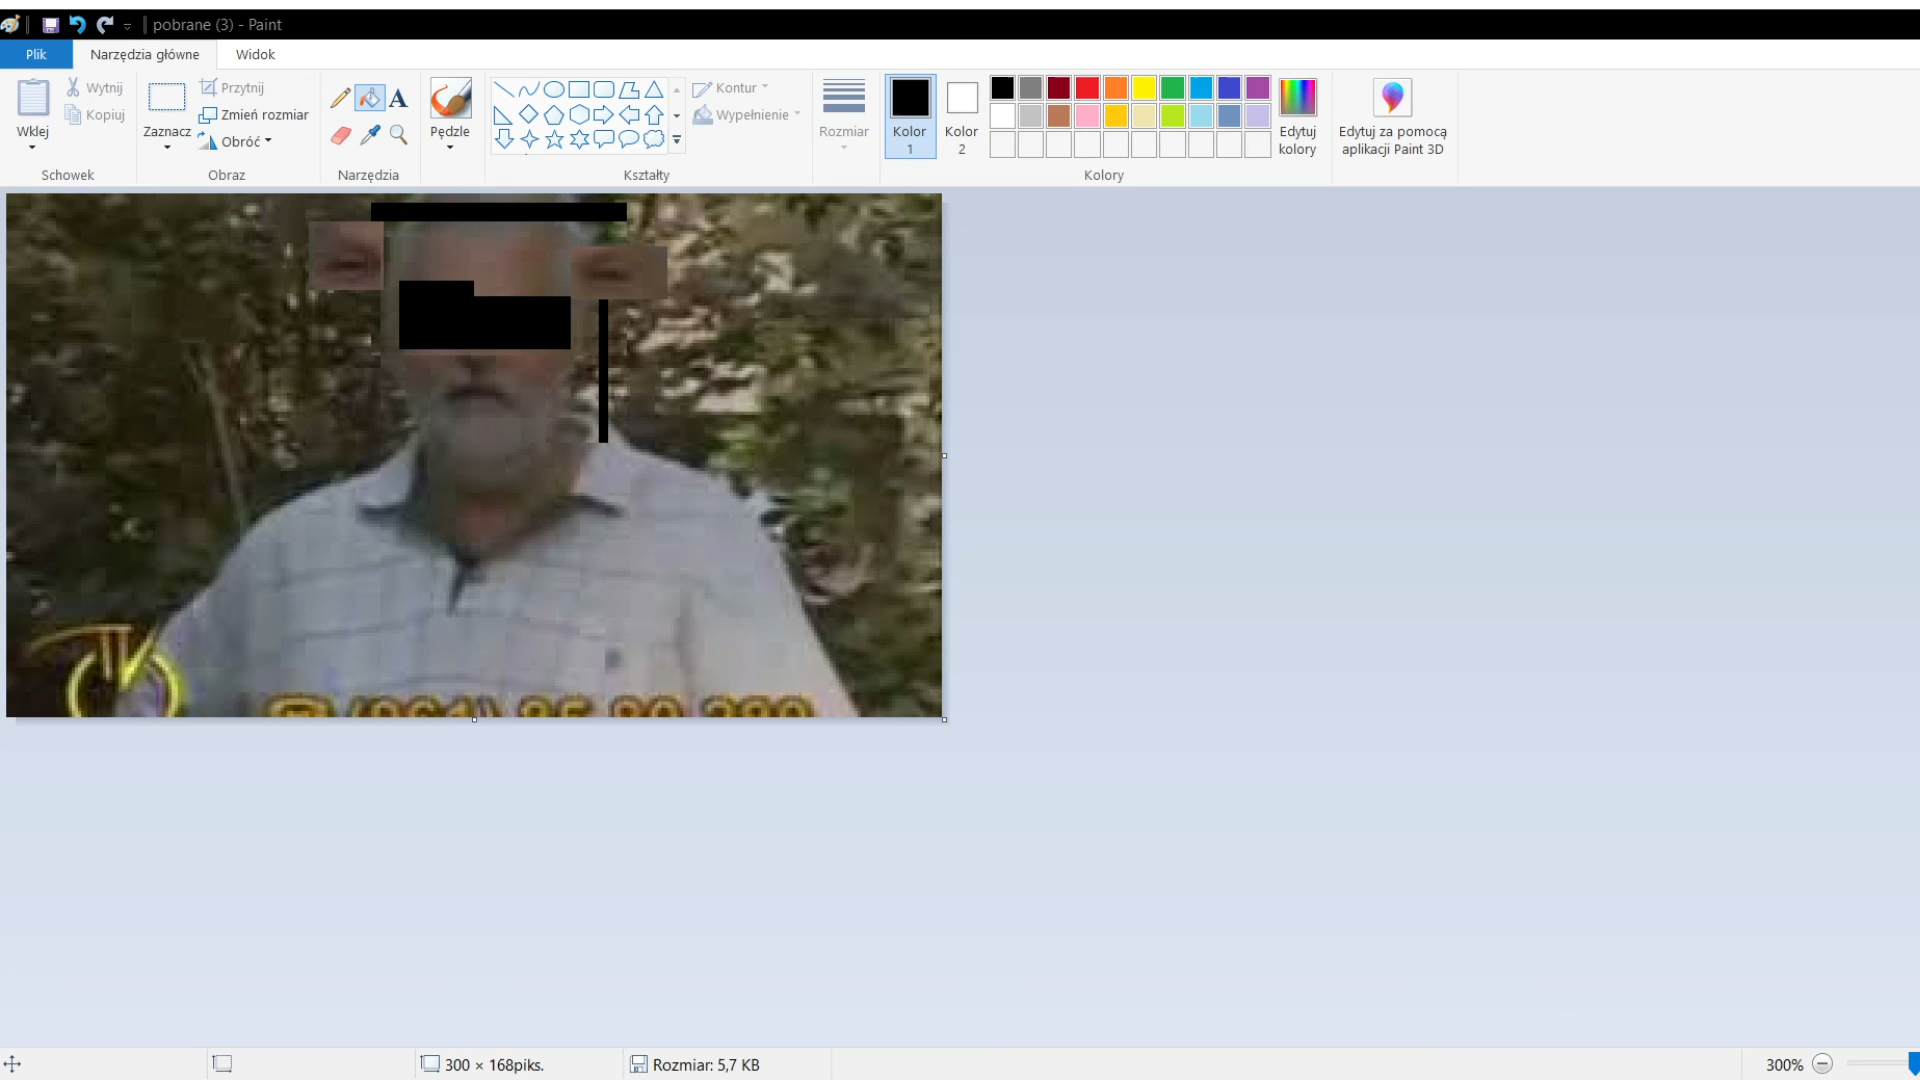 pobrane (3) - Paint
Plik Narzędzia główne Widok
Wklej
Wytnij
Kopiuj
Schowek
Zaznacz
Przytnij
Zmień rozmiar
Obróć
Obraz
A
Narzędzia
Pędzle
Kształty
Kontur
Wypełnienie
Rozmiar
Kolor
1
Kolor
2
Edytuj
kolory
Kolory
Edytuj za pomocą
aplikacji Paint 3D
TV
300 × 168piks.
Rozmiar: 5,7 KB
300%